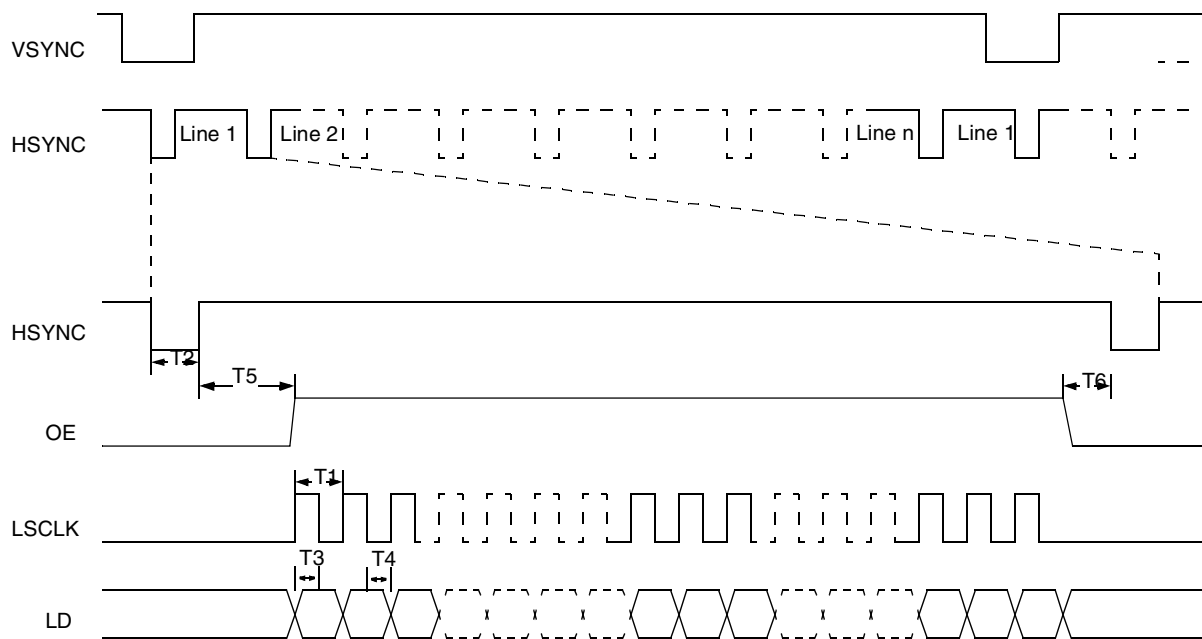 VSYNC
HSYNC
Line 1
Line 2
Line n
Line 1
HSYNC
T2
T5
T6
OE
T1
LSCLK
T3
T4
LD